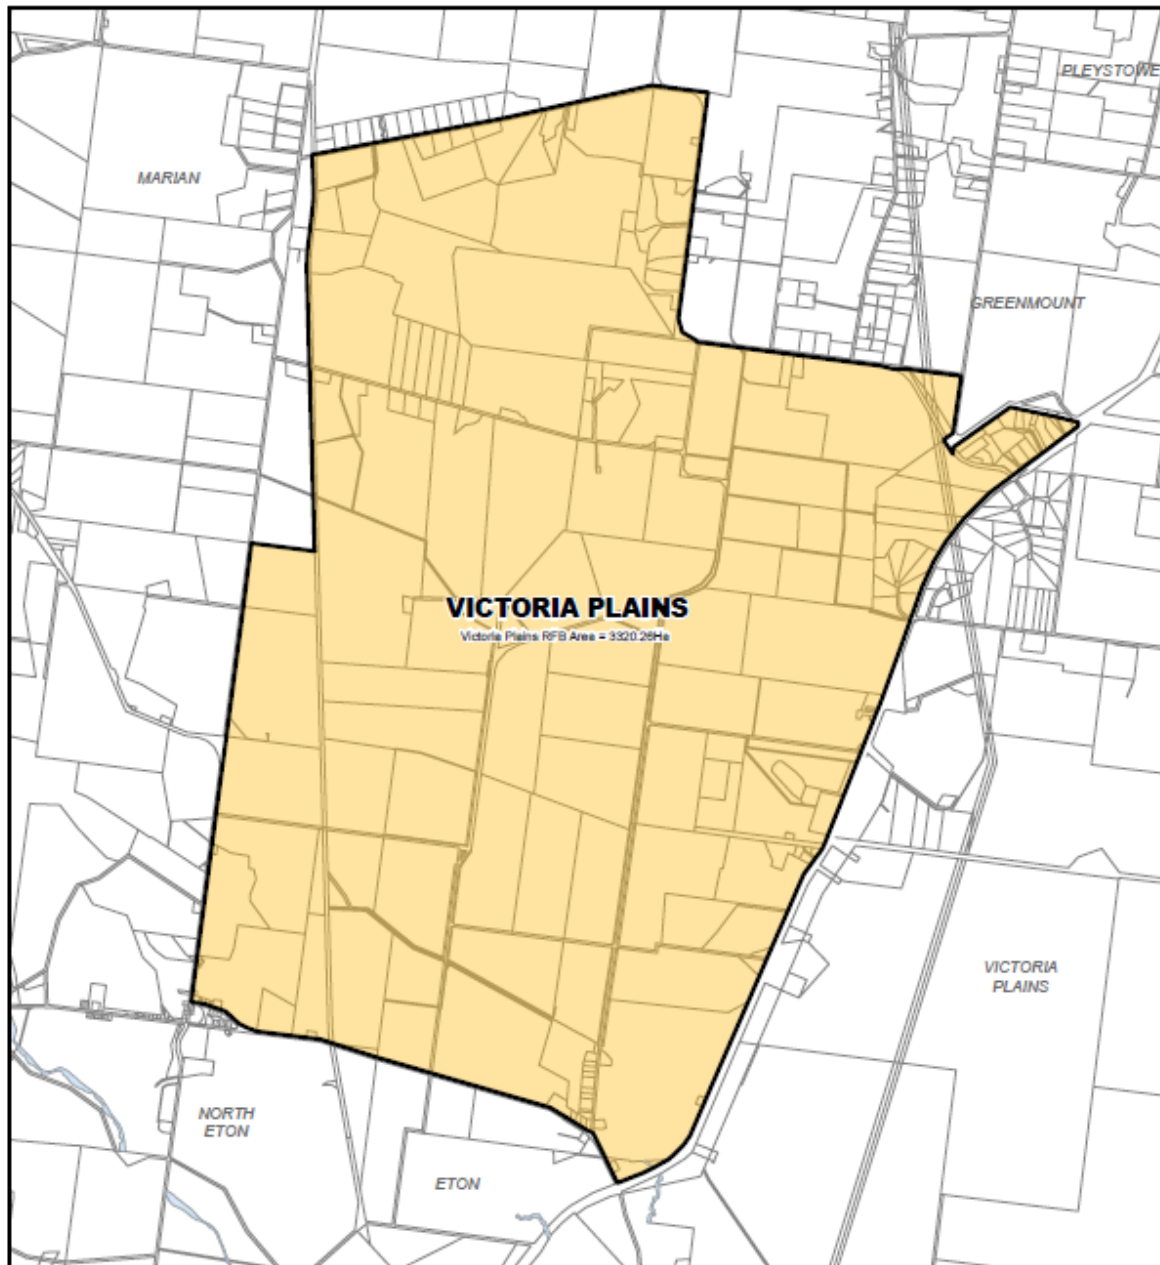 PLEYSTOWE
MARIAN
GREENMOUNT
VICTORIA PLAINS
Victoria Plains RFB Area = 3320.26Ha
VICTORIA
PLAINS
NORTH
ETON
ETON